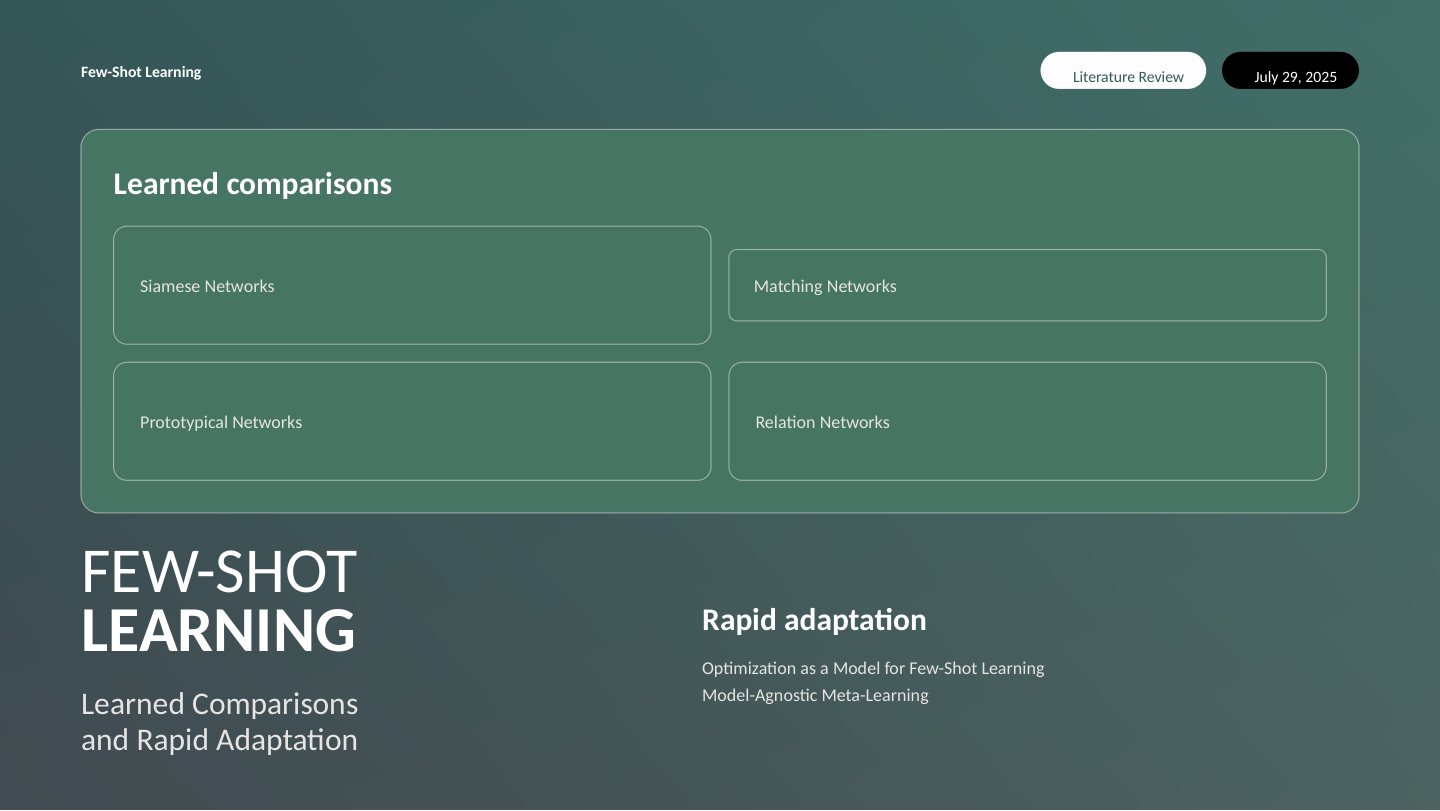 Few-Shot Learning
Literature Review
July 29, 2025
Learned comparisons
Siamese Networks
Matching Networks
Prototypical Networks
Relation Networks
FEW-SHOT
LEARNING
Learned Comparisons
and Rapid Adaptation
Rapid adaptation
Optimization as a Model for Few-Shot Learning
Model-Agnostic Meta-Learning